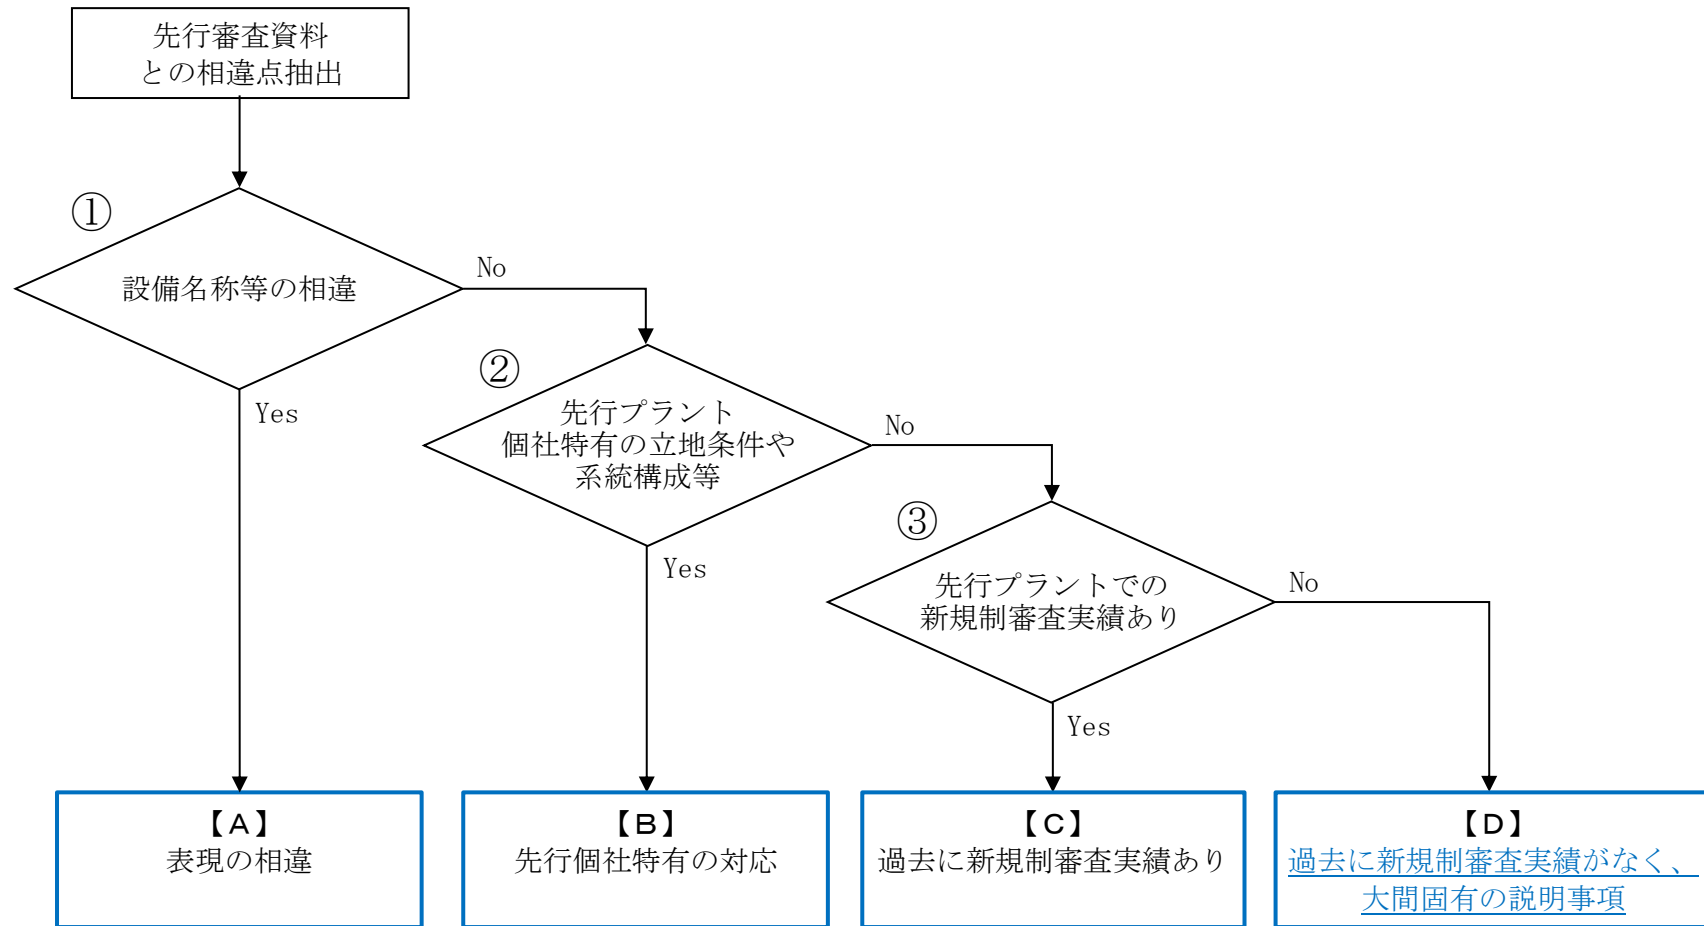 先行審査資料
との相違点抽出
①
設備名称等の相違
No
Yes
②
先行プラント
個社特有の立地条件や
系統構成等
No
Yes
③
先行プラントでの
新規制審査実績あり
No
Yes
【A】
表現の相違
【B】
先行個社特有の対応
【C】
過去に新規制審査実績あり
【D】
過去に新規制審査実績がなく、
大間固有の説明事項